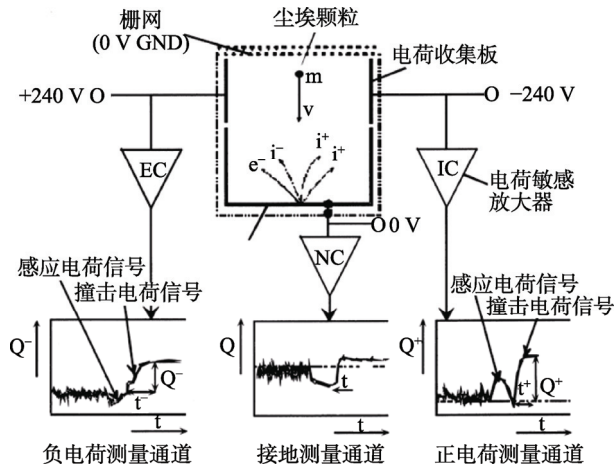 栅网
(0 V GND)
尘埃颗粒
电荷收集板
m
v
+240 V
−240 V
e⁻
i⁻
i⁺
i⁺
EC
IC
电荷敏感
放大器
0 V
NC
感应电荷信号
撞击电荷信号
感应电荷信号
撞击电荷信号
Q⁻
Q⁻
t⁻
t
Q
t
t
Q⁺
Q⁺
t⁺
t
负电荷测量通道
接地测量通道
正电荷测量通道